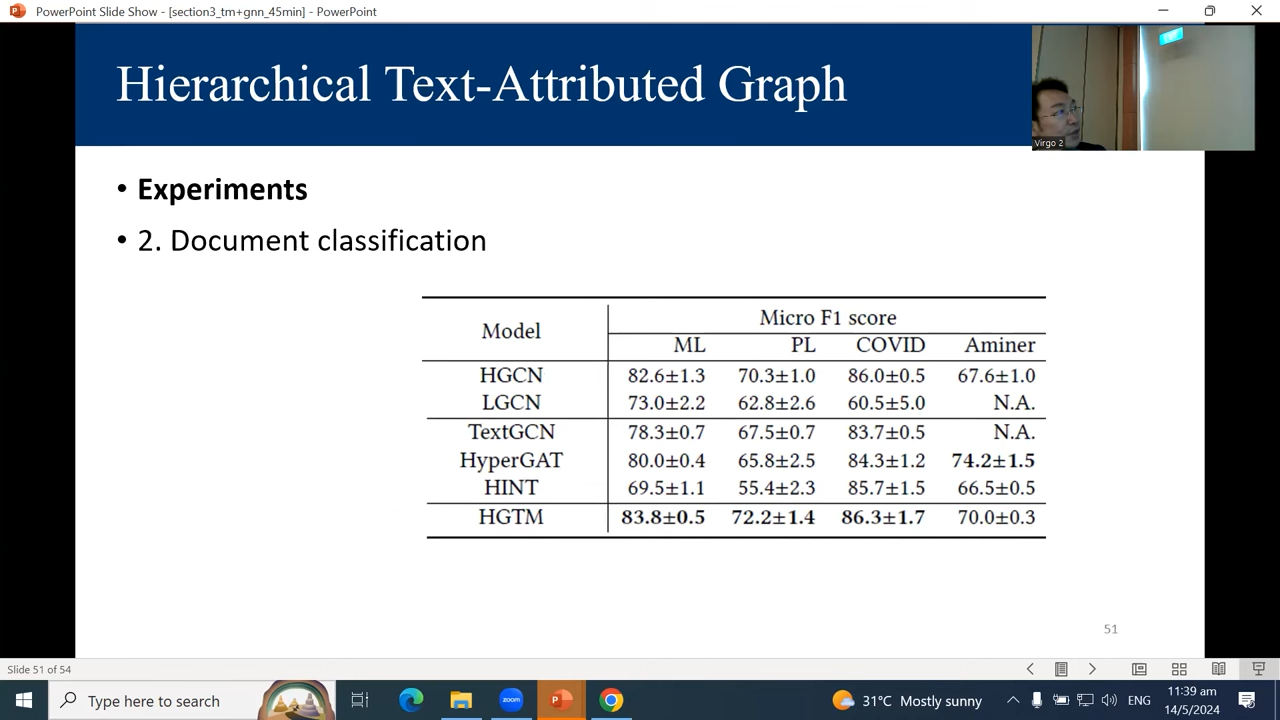 PowerPoint Slide Show - [section3_tm+gnn_45min] - PowerPoint
Hierarchical Text-Attributed Graph
Virgo 2
• Experiments
• 2. Document classification
Model Micro F1 score
ML PL COVID Aminer
HGCN 82.6±1.3 70.3±1.0 86.0±0.5 67.6±1.0
LGCN 73.0±2.2 62.8±2.6 60.5±5.0 N.A.
TextGCN 78.3±0.7 67.5±0.7 83.7±0.5 N.A.
HyperGAT 80.0±0.4 65.8±2.5 84.3±1.2 74.2±1.5
HINT 69.5±1.1 55.4±2.3 85.7±1.5 66.5±0.5
HGTM 83.8±0.5 72.2±1.4 86.3±1.7 70.0±0.3
51
Slide 51 of 54
Type here to search
zoom
31°C Mostly sunny
ENG
11:39 am
14/5/2024